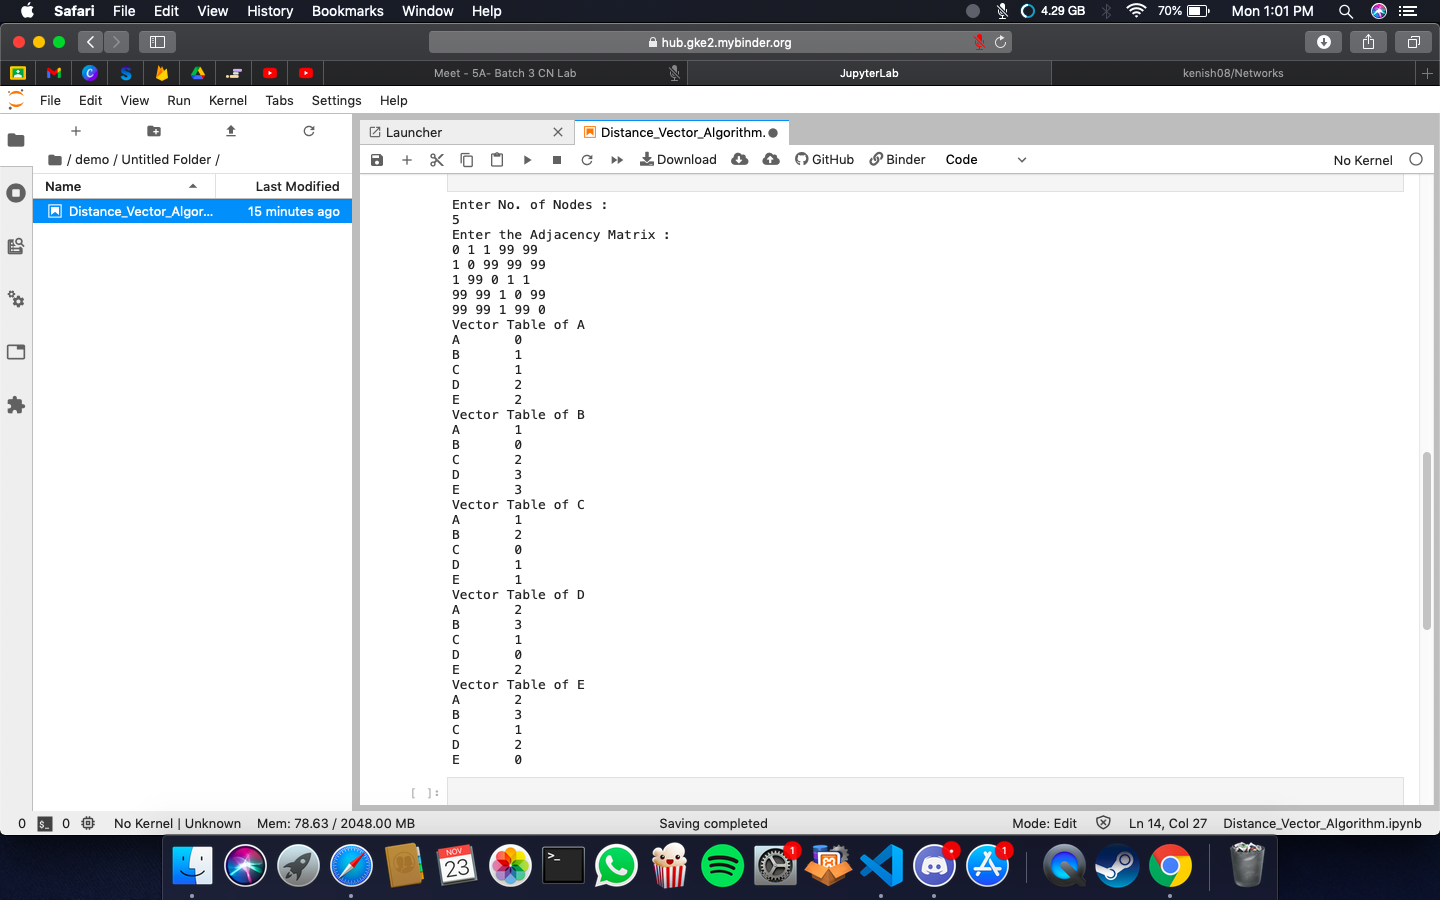 Safari File Edit View History Bookmarks Window Help 4.29 GB 70% Mon 1:01 PM
hub.gke2.mybinder.org
Meet - 5A- Batch 3 CN Lab JupyterLab kenish08/Networks
File Edit View Run Kernel Tabs Settings Help
Launcher Distance_Vector_Algorithm.
/ demo / Untitled Folder /
Download GitHub Binder Code No Kernel
Name Last Modified
Distance_Vector_Algor... 15 minutes ago
Enter No. of Nodes :
5
Enter the Adjacency Matrix :
0 1 1 99 99
1 0 99 99 99
1 99 0 1 1
99 99 1 0 99
99 99 1 99 0
Vector Table of A
A 0
B 1
C 1
D 2
E 2
Vector Table of B
A 1
B 0
C 2
D 3
E 3
Vector Table of C
A 1
B 2
C 0
D 1
E 1
Vector Table of D
A 2
B 3
C 1
D 0
E 2
Vector Table of E
A 2
B 3
C 1
D 2
E 0
[ ]:
0 $_ 0 No Kernel | Unknown Mem: 78.63 / 2048.00 MB Saving completed Mode: Edit Ln 14, Col 27 Distance_Vector_Algorithm.ipynb
NOV
23
1
1